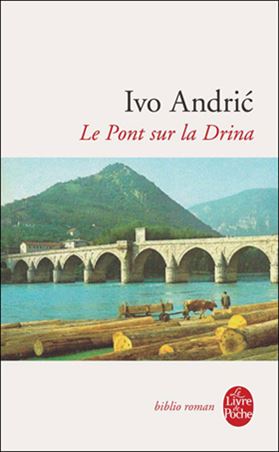 Ivo Andrić
Le Pont sur la Drina
biblio roman
Le
Livre
de
Poche